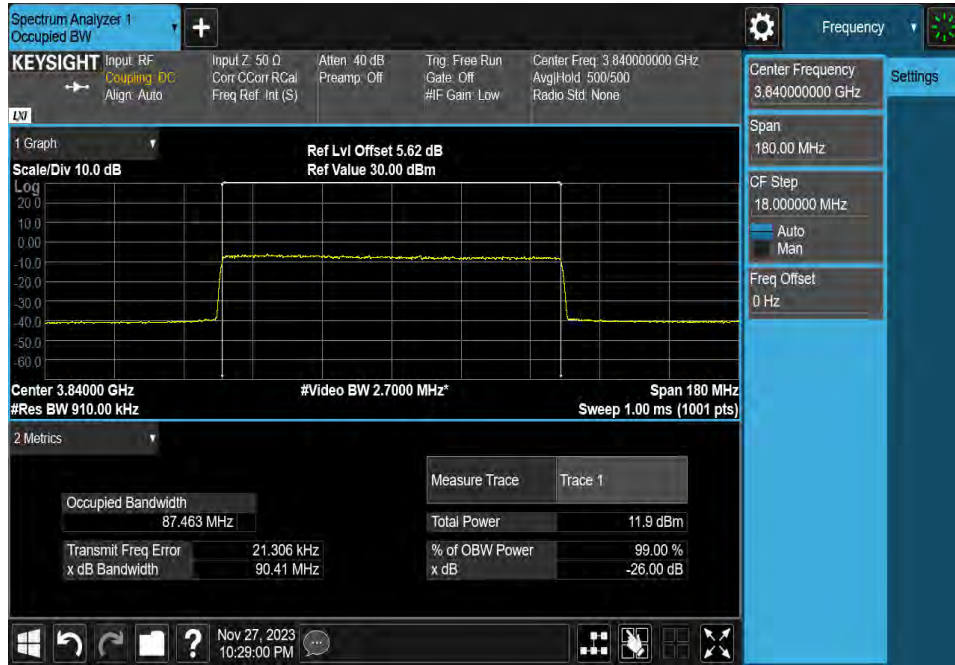 Spectrum Analyzer 1
Occupied BW
+
Frequency
KEYSIGHT
Input: RF
Coupling: DC
Align: Auto
Input Z: 50 Ω
Corr CCorr RCal
Freq Ref: Int (S)
Atten: 40 dB
Preamp: Off
Trig: Free Run
Gate: Off
#IF Gain: Low
Center Freq: 3.840000000 GHz
Avg|Hold: 500/500
Radio Std: None
LXI
Center Frequency
3.840000000 GHz
Settings
Span
180.00 MHz
CF Step
18.000000 MHz
Auto
Man
Freq Offset
0 Hz
1 Graph
Scale/Div 10.0 dB
Ref Lvl Offset 5.62 dB
Ref Value 30.00 dBm
Log
20.0
10.0
0.00
-10.0
-20.0
-30.0
-40.0
-50.0
-60.0
Center 3.84000 GHz
#Res BW 910.00 kHz
#Video BW 2.7000 MHz*
Span 180 MHz
Sweep 1.00 ms (1001 pts)
2 Metrics
Measure Trace Trace 1
Occupied Bandwidth
87.463 MHz
Total Power 11.9 dBm
Transmit Freq Error 21.306 kHz
% of OBW Power 99.00 %
x dB Bandwidth 90.41 MHz
x dB -26.00 dB
?
Nov 27, 2023
10:29:00 PM